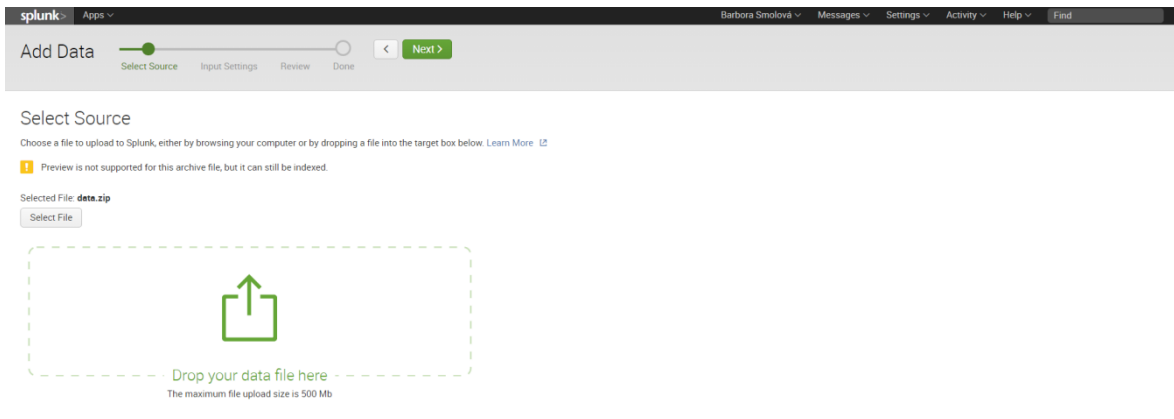 splunk> Apps Barbora Smolová Messages Settings Activity Help Find
Add Data < Next >
Select Source Input Settings Review Done
Select Source
Choose a file to upload to Splunk, either by browsing your computer or by dropping a file into the target box below. Learn More
! Preview is not supported for this archive file, but it can still be indexed.
Selected File: data.zip
Select File
Drop your data file here
The maximum file upload size is 500 Mb